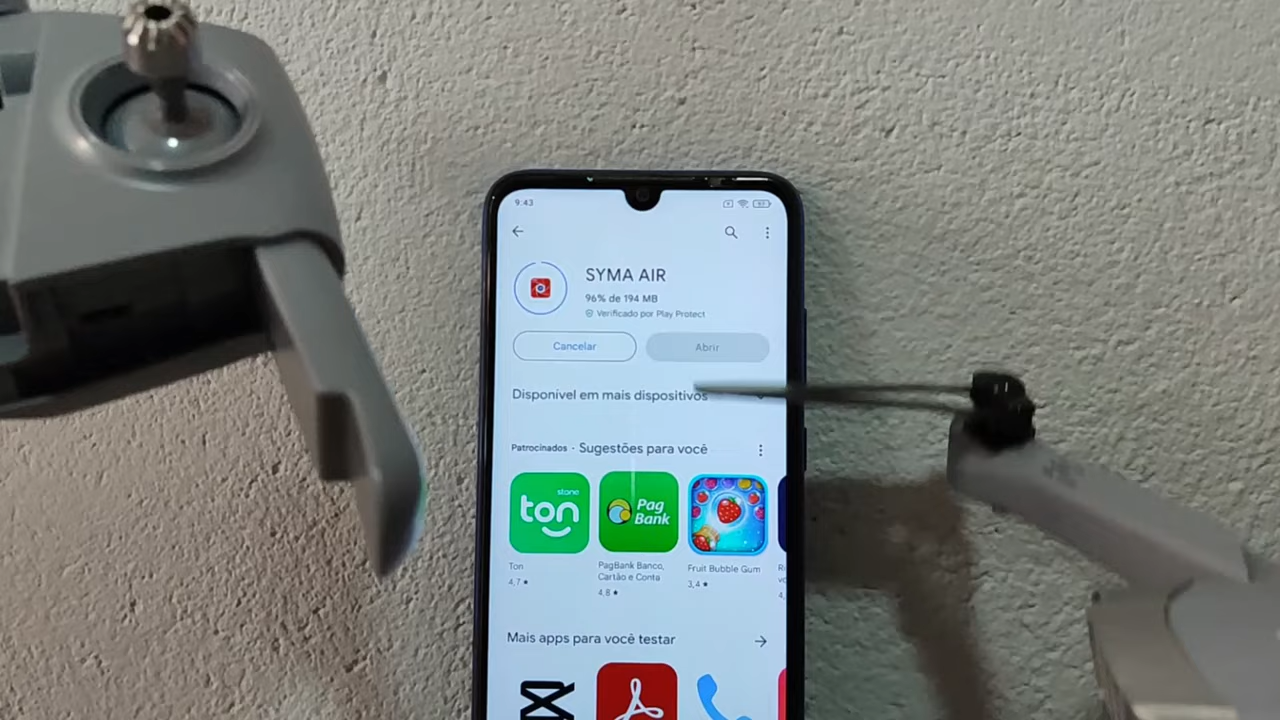 9:43
SYMA AIR
96% de 194 MB
Verificado por Play Protect
Cancelar
Abrir
Disponível em mais dispositivos
Patrocinados · Sugestões para você
stone
ton
Pag
Bank
Ton
PagBank Banco,
Cartão e Conta
Fruit Bubble Gum
4,7 ★
4,8 ★
3,4 ★
Mais apps para você testar